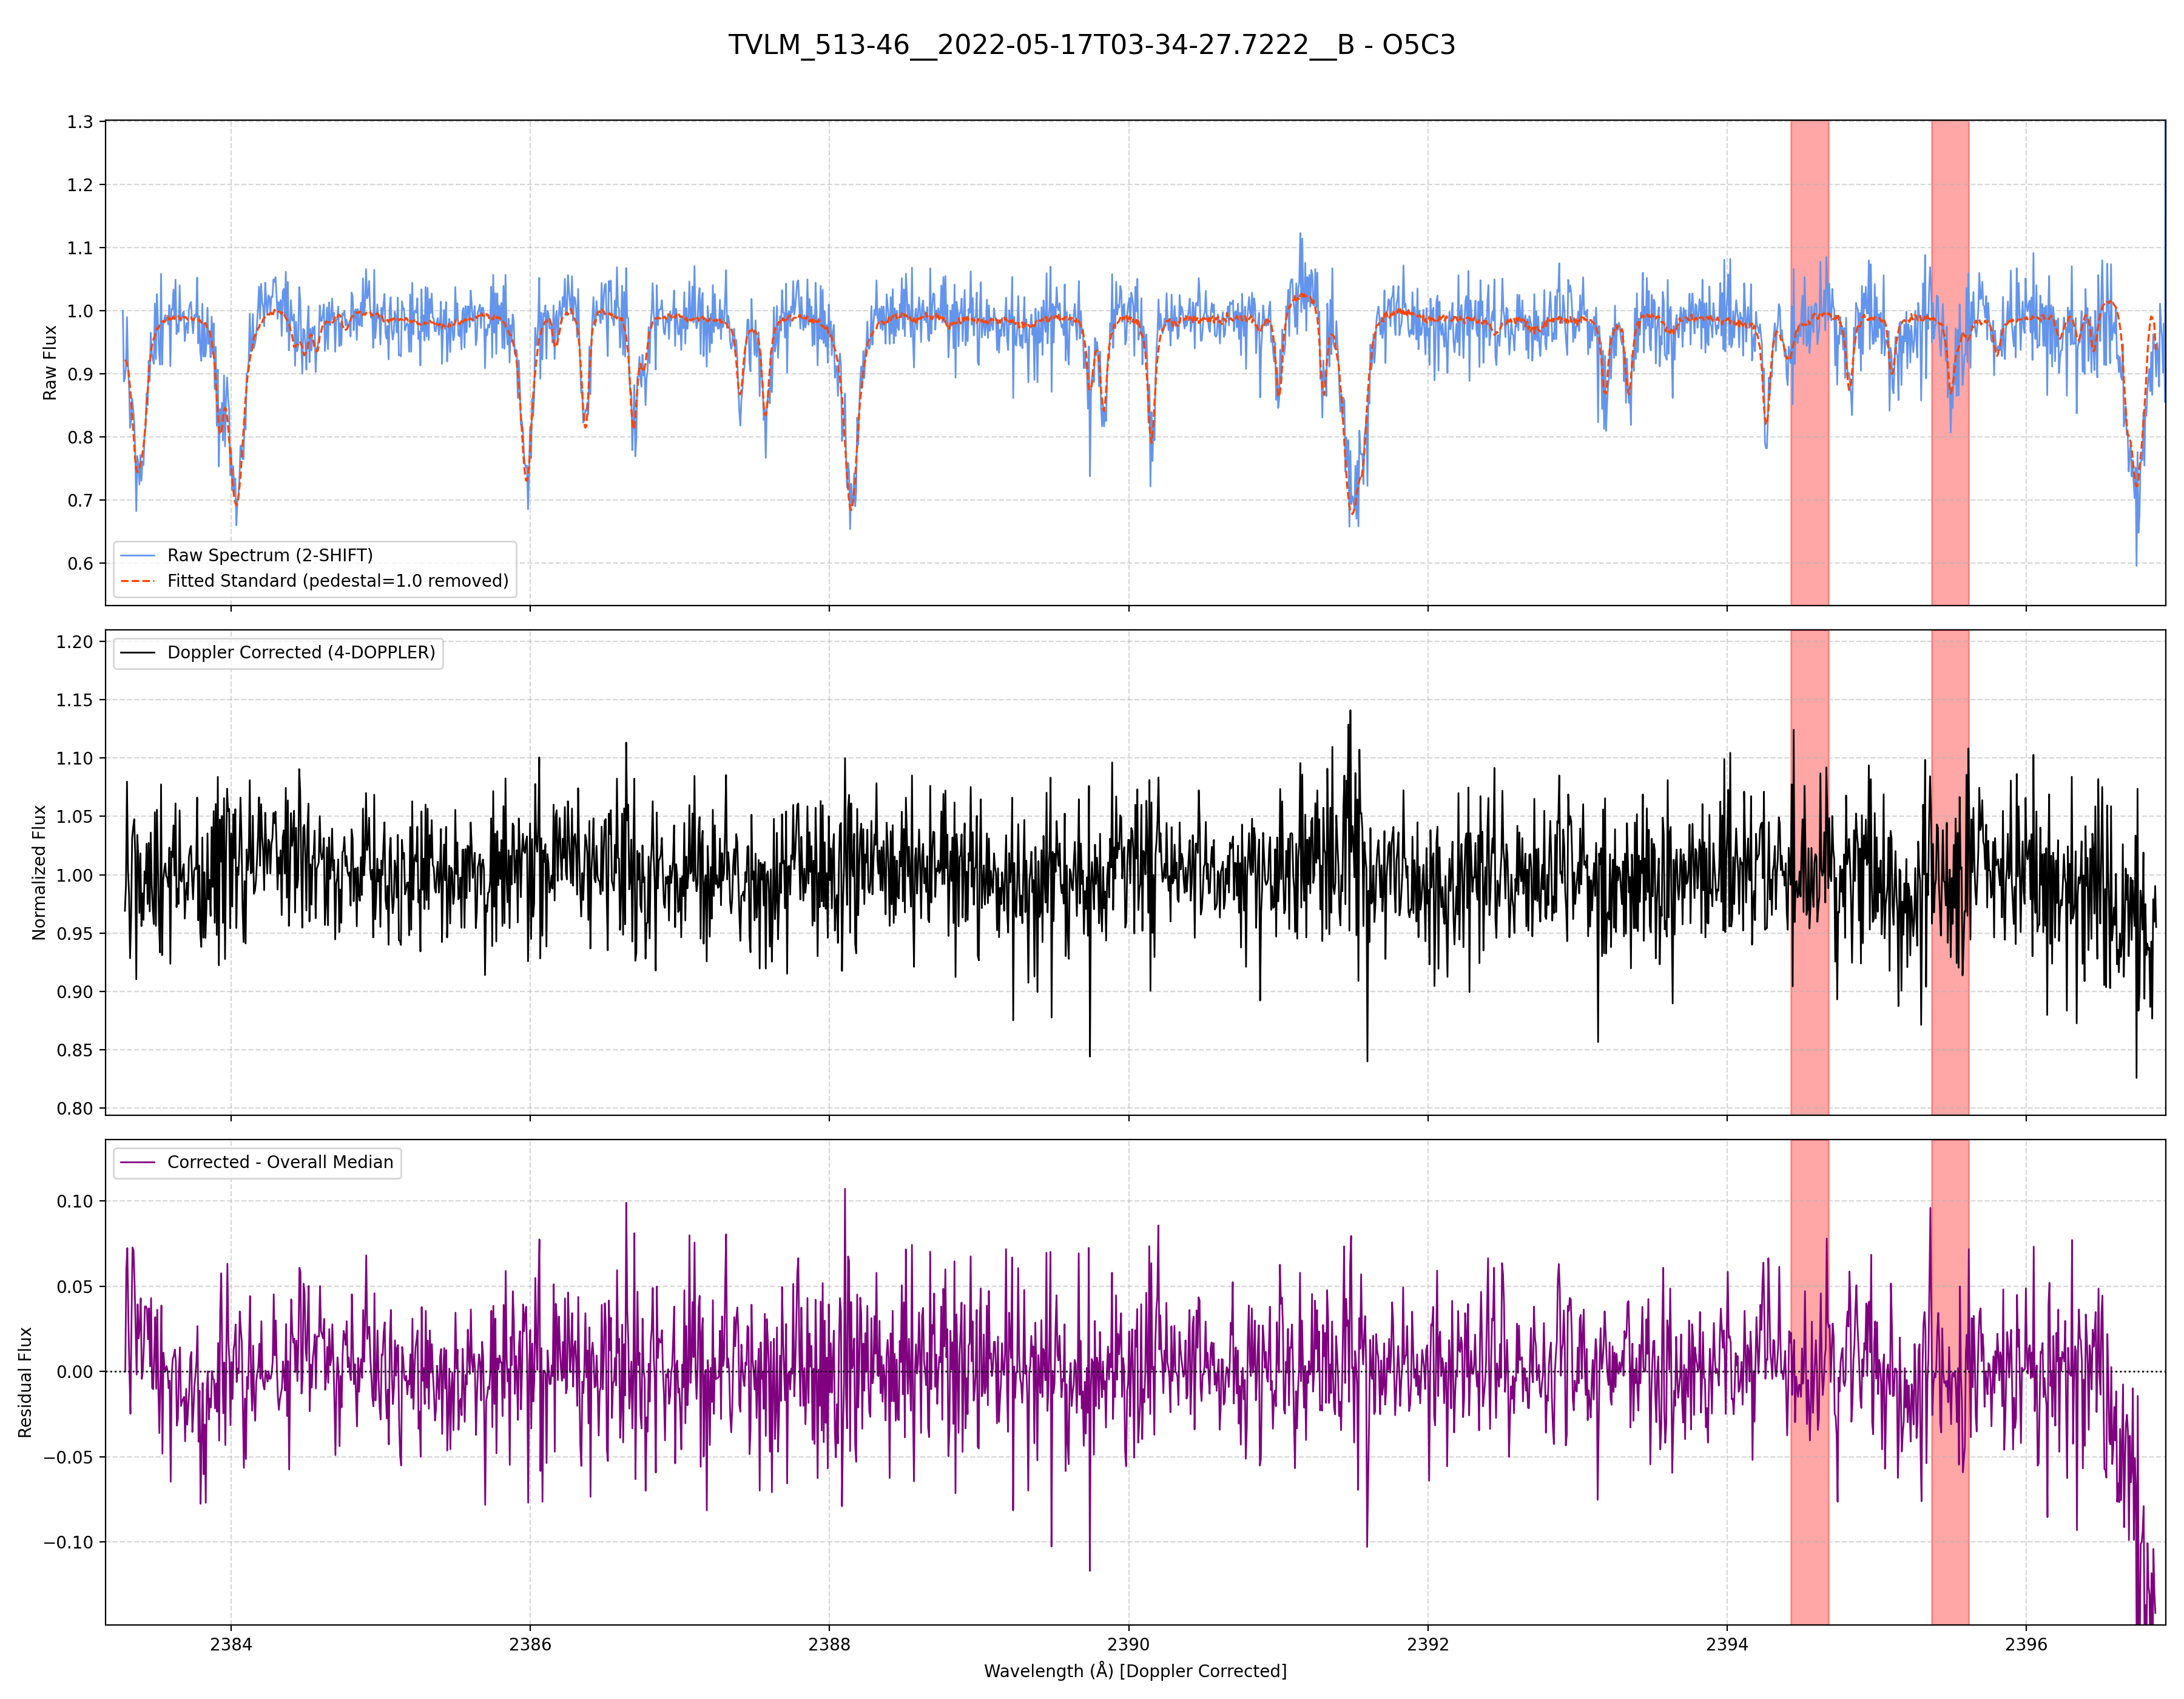 TVLM_513-46__2022-05-17T03-34-27.7222__B - O5C3
1.3
1.2
1.1
1.0
0.9
0.8
0.7
0.6
Raw Flux
Raw Spectrum (2-SHIFT)
Fitted Standard (pedestal=1.0 removed)
1.20
1.15
1.10
1.05
1.00
0.95
0.90
0.85
0.80
Normalized Flux
Doppler Corrected (4-DOPPLER)
0.10
0.05
0.00
−0.05
−0.10
Residual Flux
Corrected - Overall Median
2384 2386 2388 2390 2392 2394 2396
Wavelength (Å) [Doppler Corrected]